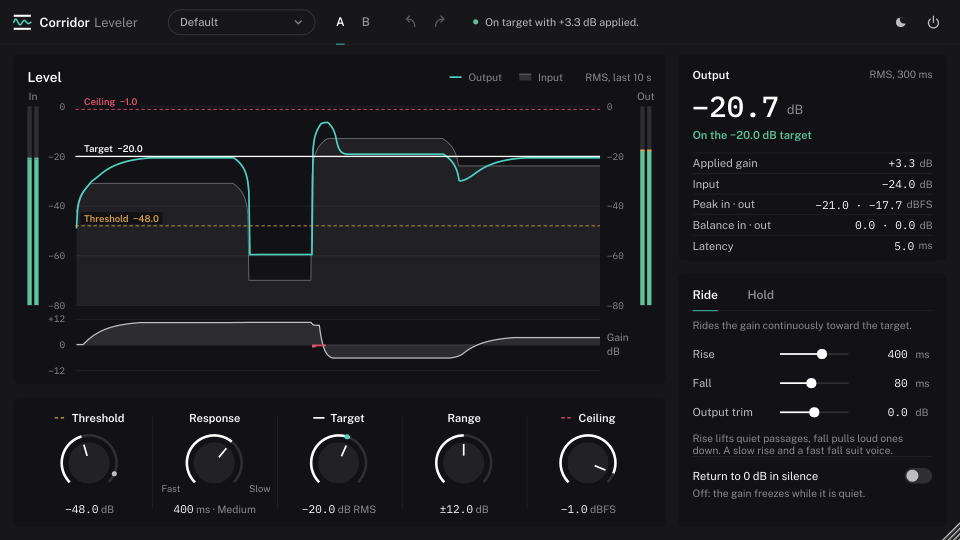 Corridor Leveler
Default
A B
On target with +3.3 dB applied.
Level
Output Input RMS, last 10 s
In
Out
0
−20
−40
−60
−80
Ceiling −1.0
Target −20.0
Threshold −48.0
0
−20
−40
−60
−80
+12
0
−12
Gain
dB
Threshold
−48.0 dB
Response
Fast Slow
400 ms · Medium
Target
−20.0 dB RMS
Range
±12.0 dB
Ceiling
−1.0 dBFS
Output RMS, 300 ms
−20.7 dB
On the −20.0 dB target
Applied gain +3.3 dB
Input −24.0 dB
Peak in · out −21.0 · −17.7 dBFS
Balance in · out 0.0 · 0.0 dB
Latency 5.0 ms
Ride Hold
Rides the gain continuously toward the target.
Rise 400 ms
Fall 80 ms
Output trim 0.0 dB
Rise lifts quiet passages, fall pulls loud ones
down. A slow rise and a fast fall suit voice.
Return to 0 dB in silence
Off: the gain freezes while it is quiet.